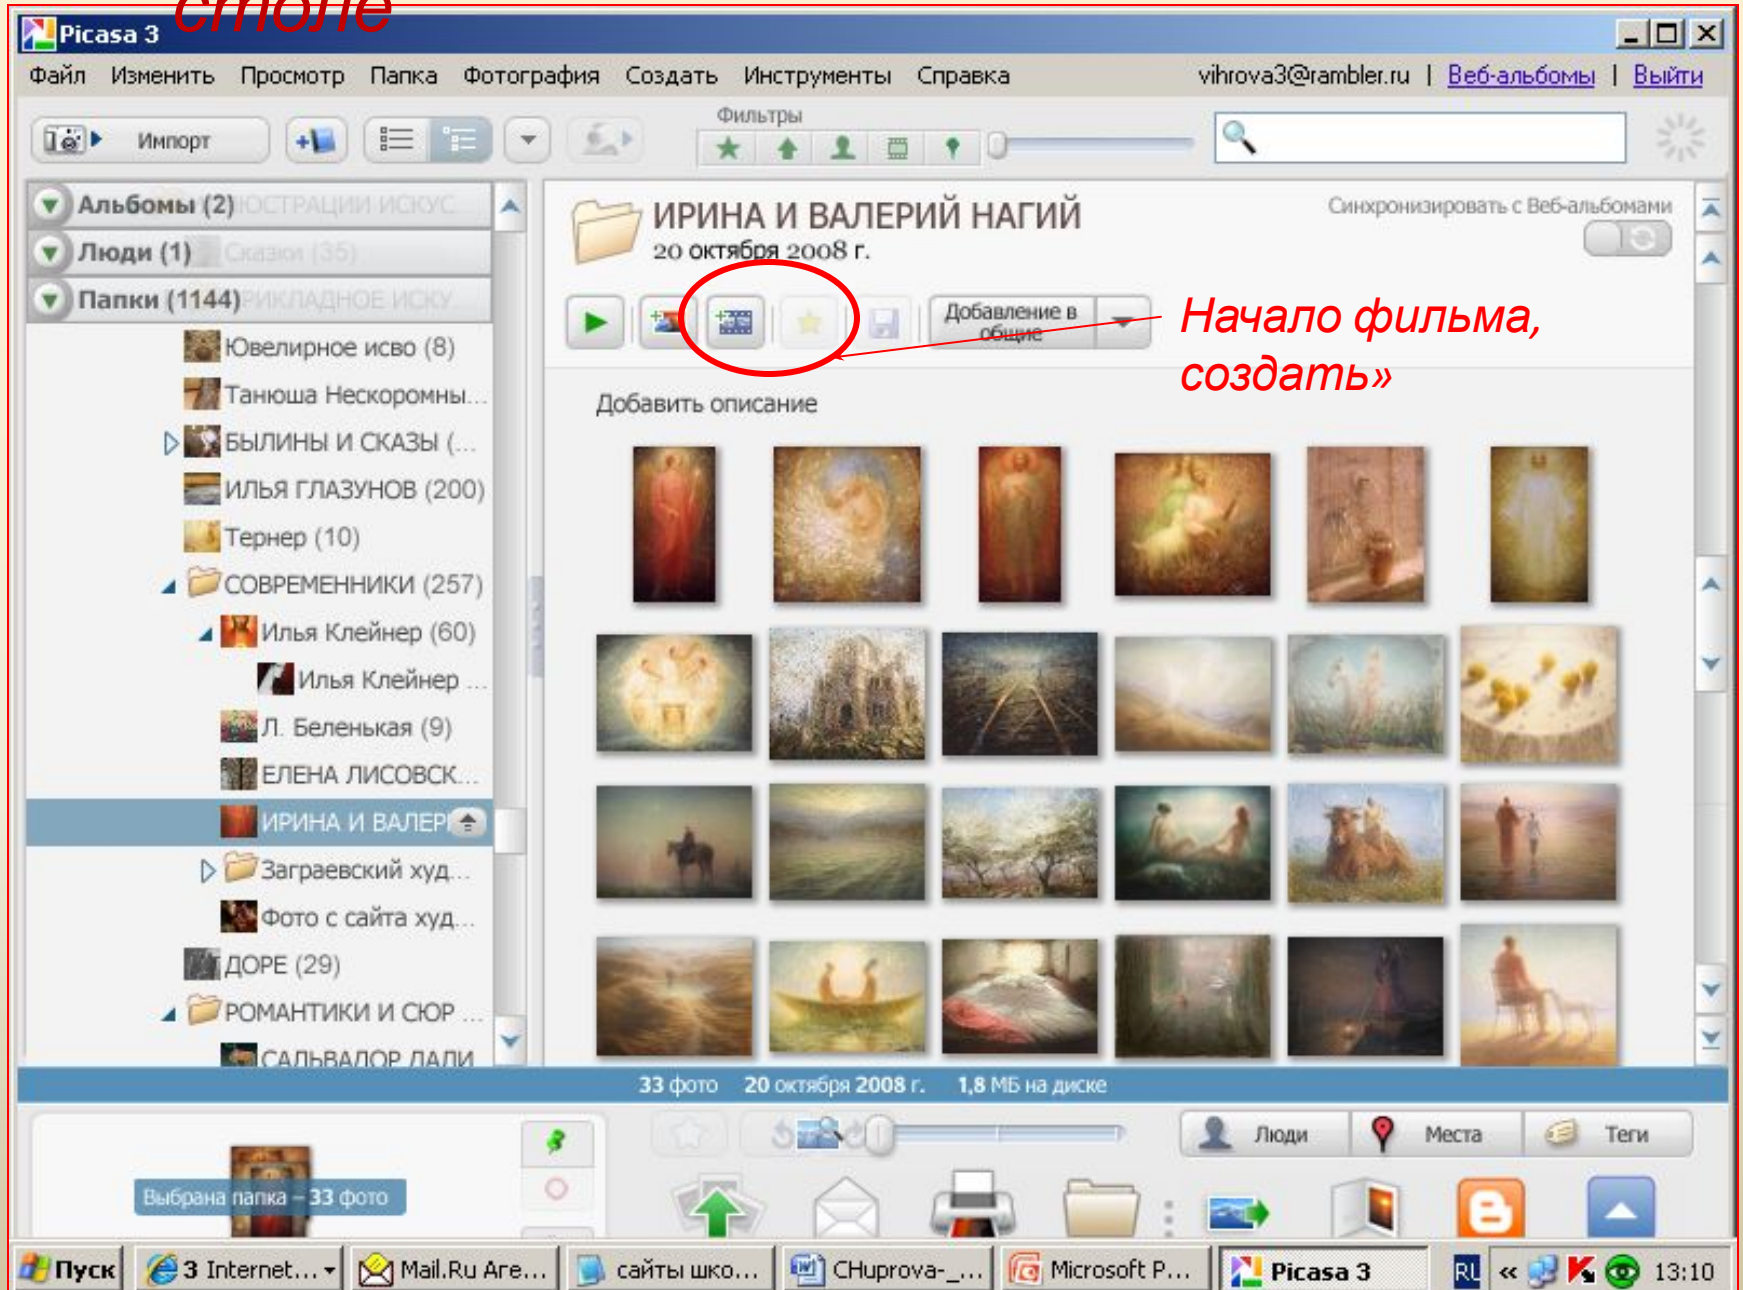 столе
Picasa 3
Файл Изменить Просмотр Папка Фотография Создать Инструменты Справка vihrova3@rambler.ru | Веб-альбомы | Выйти
Импорт
Фильтры
Альбомы (2)
Люди (1) Сказки (35)
Папки (1144)
Ювелирное исво (8)
Танюша Нескоромны...
БЫЛИНЫ И СКАЗЫ (...
ИЛЬЯ ГЛАЗУНОВ (200)
Тернер (10)
СОВРЕМЕННИКИ (257)
Илья Клейнер (60)
Илья Клейнер ...
Л. Беленькая (9)
ЕЛЕНА ЛИСОВСК...
ИРИНА И ВАЛЕРИ
Заграевский худ...
Фото с сайта худ...
ДОРЕ (29)
РОМАНТИКИ И СЮР ...
САЛЬВАДОР ДАЛИ
ИРИНА И ВАЛЕРИЙ НАГИЙ
20 октября 2008 г.
Синхронизировать с Веб-альбомами
Добавление в
общие
Начало фильма,
создать»
Добавить описание
33 фото 20 октября 2008 г. 1,8 МБ на диске
Выбрана папка – 33 фото
Люди Места Теги
Пуск 3 Internet... Mail.Ru Аге... сайты шко... CHuprova-_... Microsoft P... Picasa 3 RU « 13:10